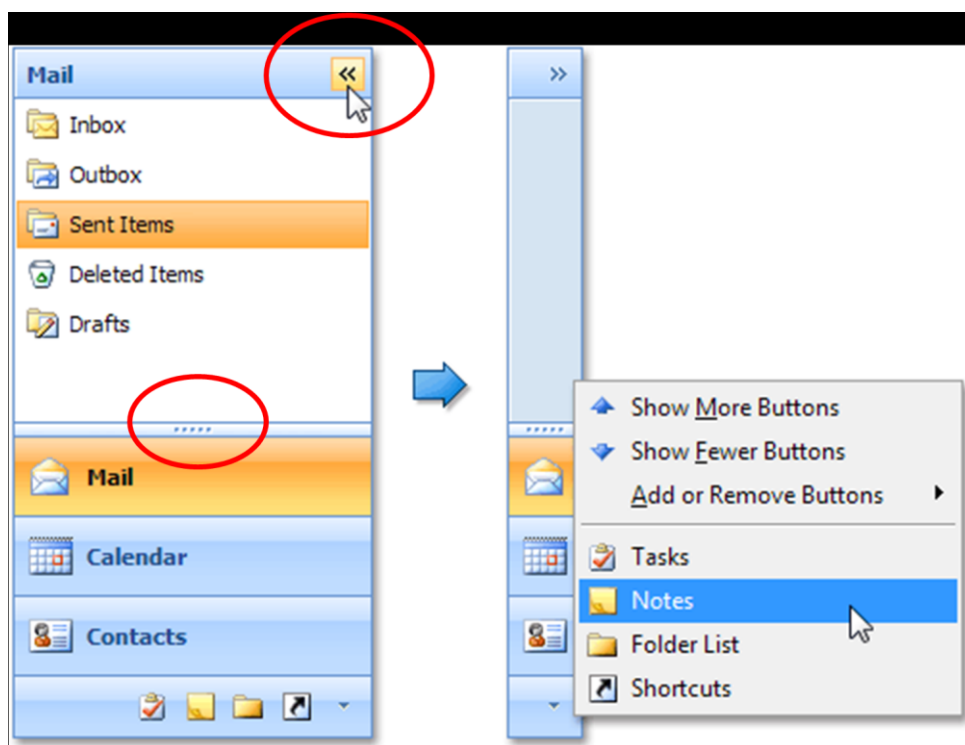 Mail
Inbox
Outbox
Sent Items
Deleted Items
Drafts
Mail
Calendar
Contacts
Show More Buttons
Show Fewer Buttons
Add or Remove Buttons
Tasks
Notes
Folder List
Shortcuts